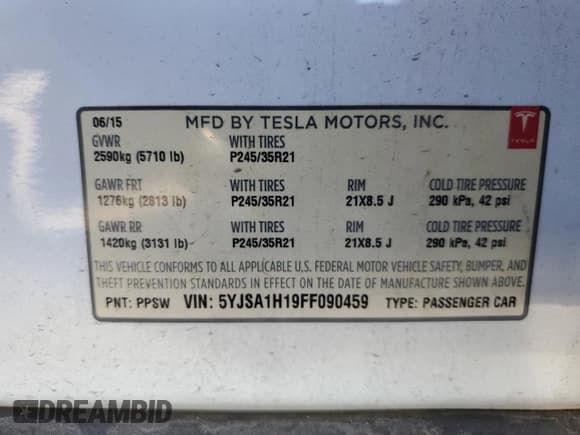 06/15 MFD BY TESLA MOTORS, INC.
TESLA
GVWR WITH TIRES
2590kg (5710 lb) P245/35R21
GAWR FRT WITH TIRES RIM COLD TIRE PRESSURE
1276kg (2813 lb) P245/35R21 21X8.5 J 290 kPa, 42 psi
GAWR RR WITH TIRES RIM COLD TIRE PRESSURE
1420kg (3131 lb) P245/35R21 21X8.5 J 290 kPa, 42 psi
THIS VEHICLE CONFORMS TO ALL APPLICABLE U.S. FEDERAL MOTOR VEHICLE SAFETY, BUMPER, AND
THEFT PREVENTION STANDARDS IN EFFECT ON THE DATE OF MANUFACTURE SHOWN ABOVE.
PNT: PPSW VIN: 5YJSA1H19FF090459 TYPE: PASSENGER CAR
DREAMBID